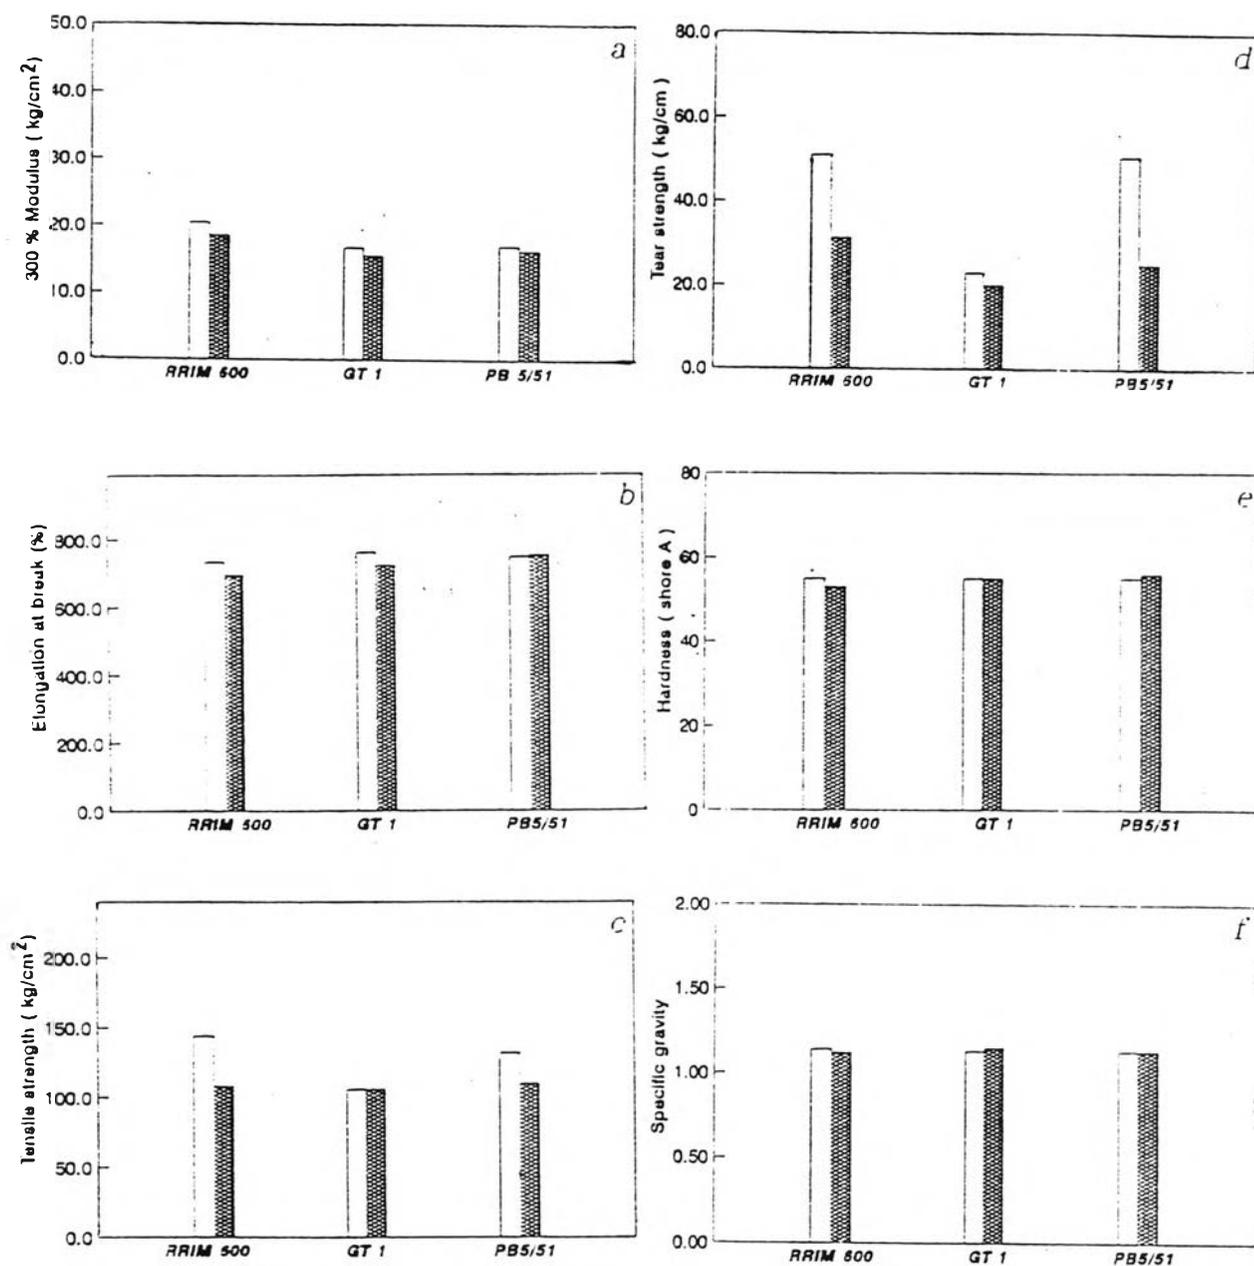 a
300 % Modulus ( kg/cm²)
50.0
40.0
30.0
20.0
10.0
0.0
RRIM 600
GT 1
PB 5/51
d
Tear strength ( kg/cm)
80.0
60.0
40.0
20.0
0.0
RRIM 600
GT 1
PB5/51
b
Elongation at break (%)
800.0
600.0
400.0
200.0
0.0
RRIM 600
GT 1
PB5/51
e
Hardness ( shore A )
80
60
40
20
0
RRIM 600
GT 1
PB5/51
c
Tensile strength ( kg/cm²)
200.0
150.0
100.0
50.0
0.0
RRIM 600
GT 1
PB5/51
f
Specific gravity
2.00
1.50
1.00
0.50
0.00
RRIM 600
GT 1
PB5/51